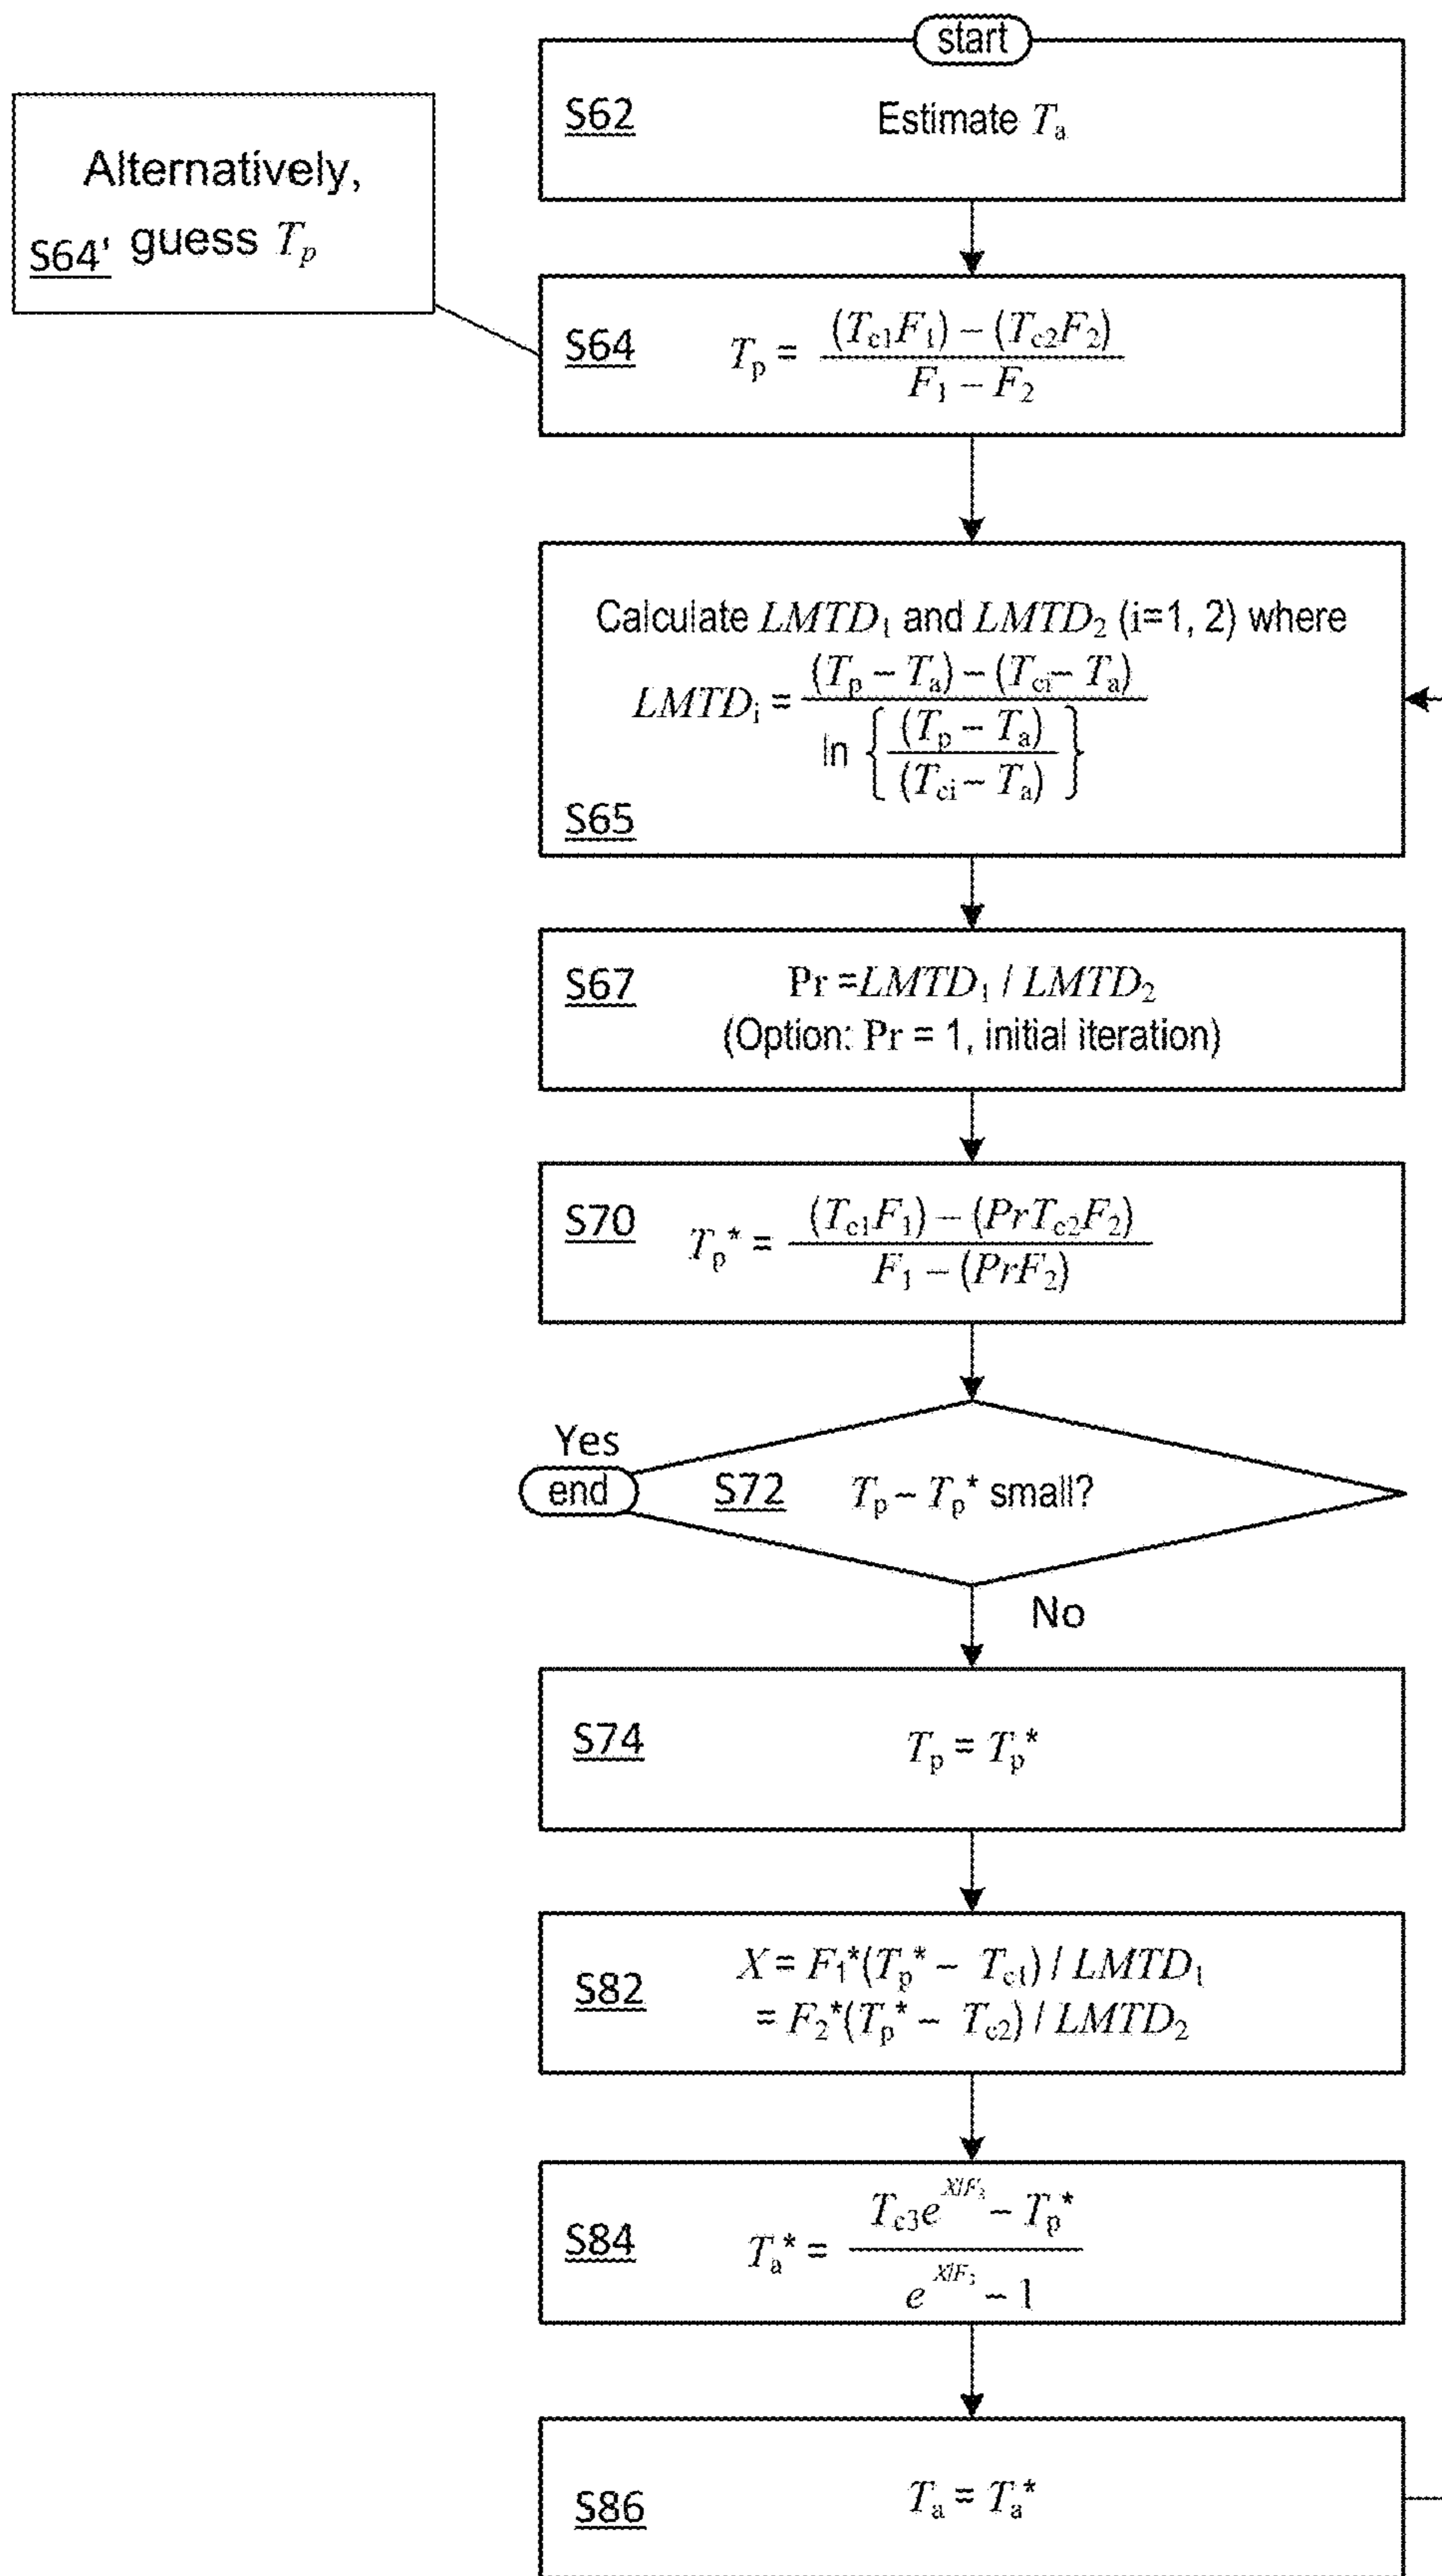 start
S62 Estimate Ta
Alternatively,
S64' guess Tp
S64 Tp = (Tc1F1) – (Tc2F2)
F1 – F2
Calculate LMTD1 and LMTD2 (i=1, 2) where
LMTDi = (Tp – Ta) – (Tci – Ta)
ln { (Tp – Ta)
(Tci – Ta) }
S65
S67 Pr =LMTD1 / LMTD2
(Option: Pr = 1, initial iteration)
S70 Tp* = (Tc1F1) – (PrTc2F2)
F1 – (PrF2)
Yes
end S72 Tp – Tp* small?
No
S74 Tp = Tp*
S82 X = F1*(Tp* – Tc1) / LMTD1
= F2*(Tp* – Tc2) / LMTD2
S84 Ta* = Tc3e^X/F3 – Tp*
e^X/F3 – 1
S86 Ta = Ta*